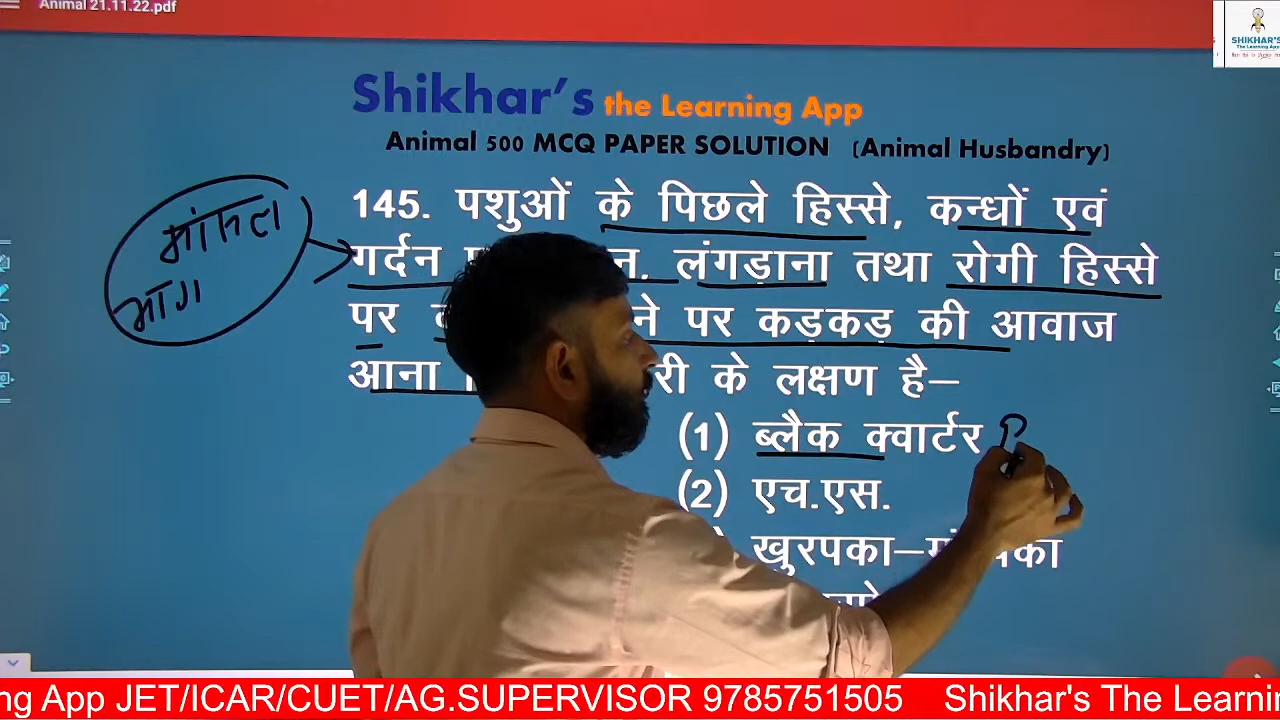 Animal 21.11.22.pdf
SHIKHAR'S
The Learning App
Shikhar's the Learning App
Animal 500 MCQ PAPER SOLUTION (Animal Husbandry)
मांसल
भाग
145. पशुओं के पिछले हिस्से, कन्धों एवं
गर्दन न, लंगड़ाना तथा रोगी हिस्से
पर ने पर कड़कड़ की आवाज
आना री के लक्षण है–
(1) ब्लैक क्वार्टर
(2) एच.एस.
खुरपका–
ng App JET/ICAR/CUET/AG.SUPERVISOR 9785751505 Shikhar's The Learni